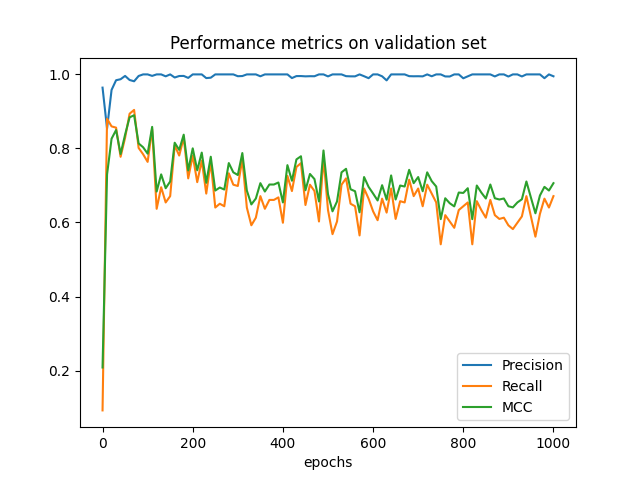 Performance metrics on validation set
1.0
0.8
0.6
0.4
0.2
Precision
Recall
MCC
0 200 400 600 800 1000
epochs